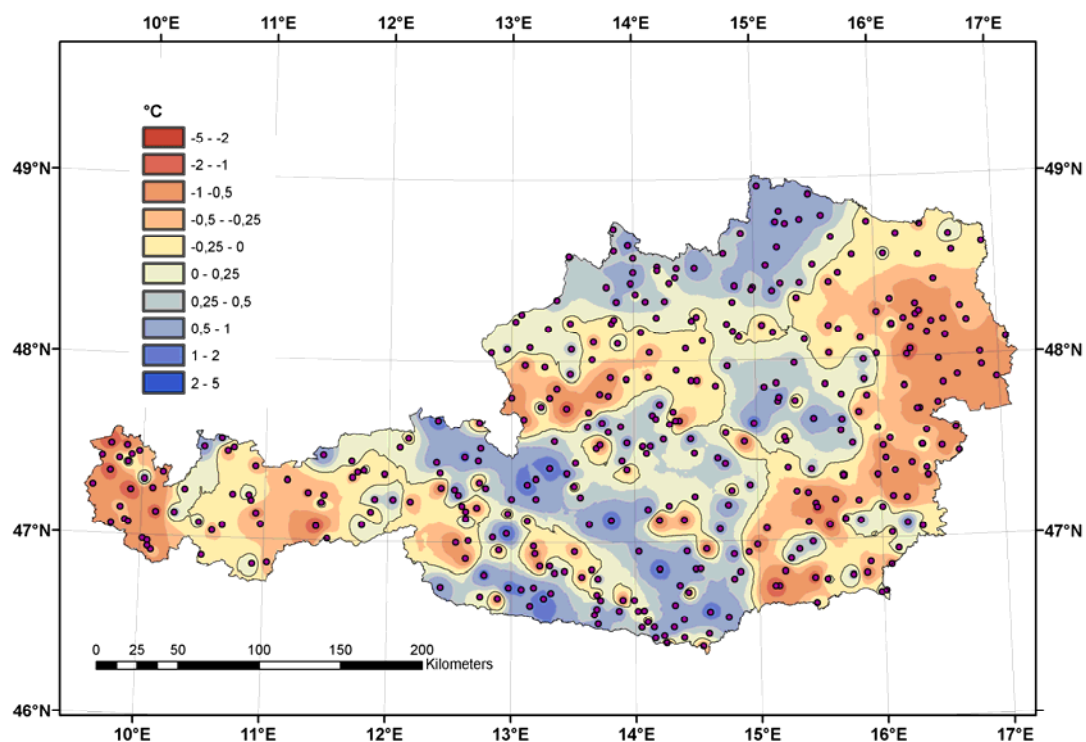 10°E 11°E 12°E 13°E 14°E 15°E 16°E 17°E
°C
-5 - -2
-2 - -1
-1 -0,5
-0,5 - -0,25
-0,25 - 0
0 - 0,25
0,25 - 0,5
0,5 - 1
1 - 2
2 - 5
49°N 49°N
48°N 48°N
47°N 47°N
0 25 50 100 150 200
Kilometers
46°N 46°N
10°E 11°E 12°E 13°E 14°E 15°E 16°E 17°E